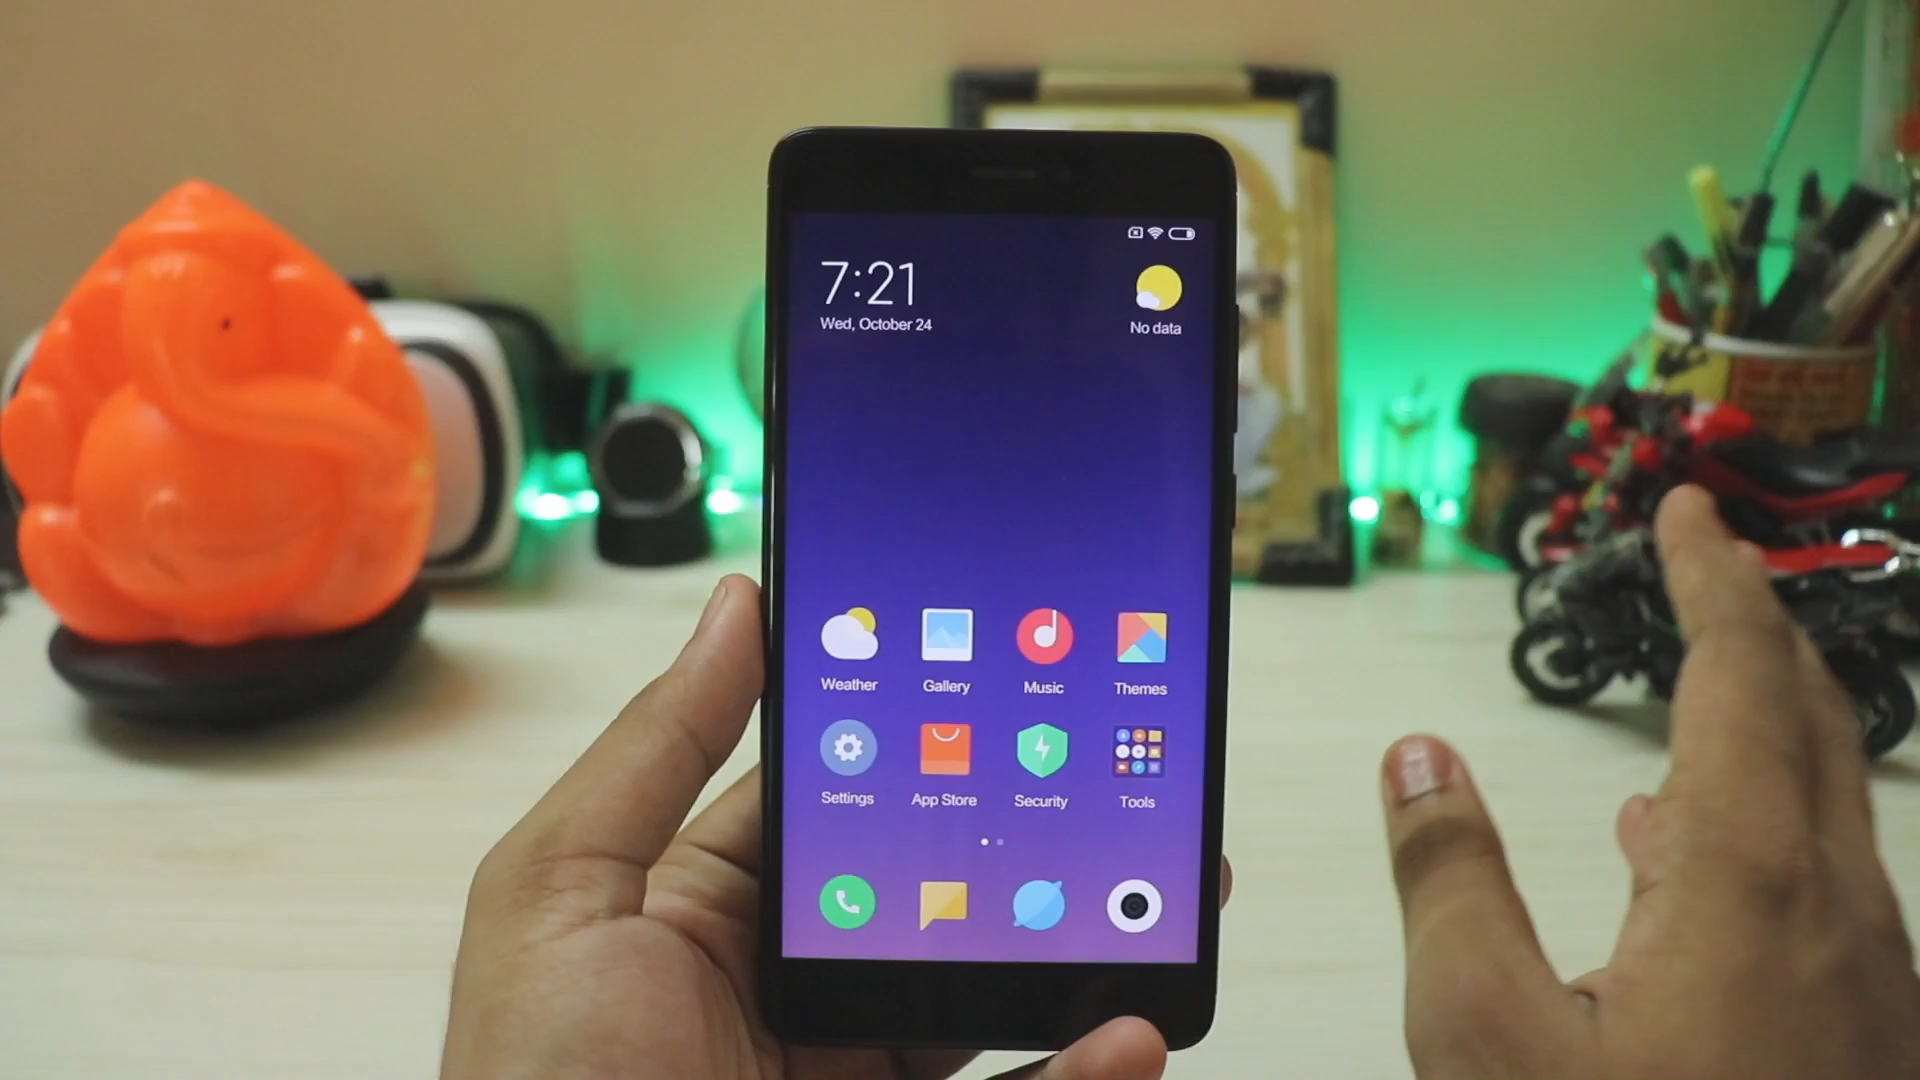 7:21
Wed, October 24
No data
Weather
Gallery
Music
Themes
Settings
App Store
Security
Tools